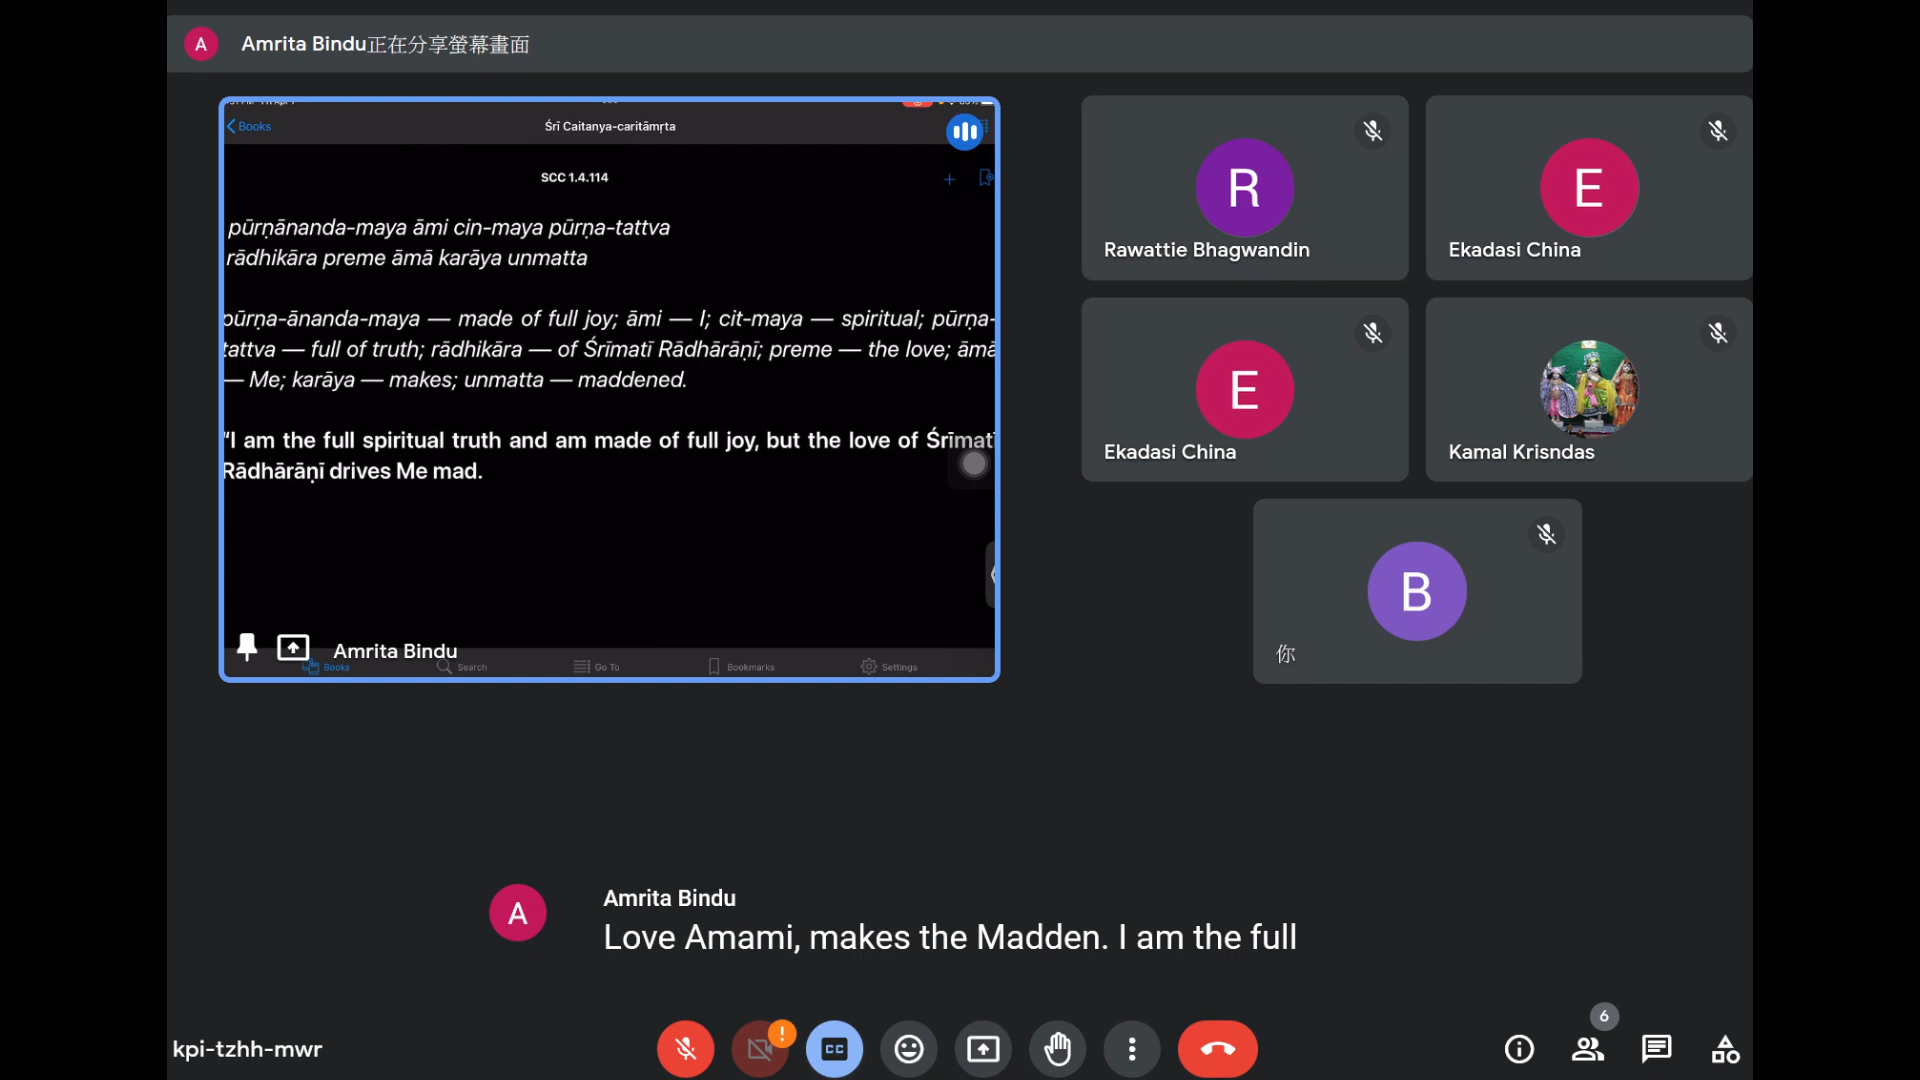 A
Amrita Bindu正在分享螢幕畫面
Books
Śrī Caitanya-caritāmṛta
SCC 1.4.114
pūrṇānanda-maya āmi cin-maya pūrṇa-tattva
rādhikāra preme āmā karāya unmatta
pūrṇa-ānanda-maya — made of full joy; āmi — I; cit-maya — spiritual; pūrṇa-
tattva — full of truth; rādhikāra — of Śrīmatī Rādhārāṇī; preme — the love; āmā
— Me; karāya — makes; unmatta — maddened.
"I am the full spiritual truth and am made of full joy, but the love of Śrīmatī
Rādhārāṇī drives Me mad.
Amrita Bindu
Books
Search
Go To
Bookmarks
Settings
R
Rawattie Bhagwandin
E
Ekadasi China
E
Ekadasi China
Kamal Krisndas
B
你
A
Amrita Bindu
Love Amami, makes the Madden. I am the full
kpi-tzhh-mwr
!
CC
6